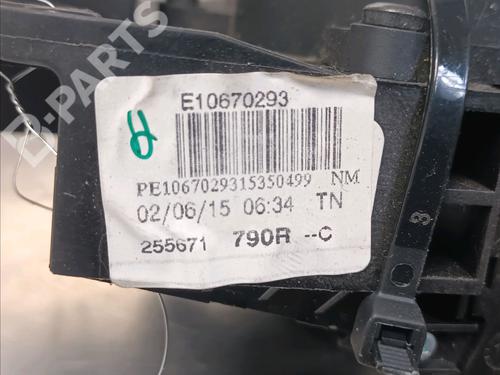 B-PARTS
E10670293
PE1067029315350499 NM
02/06/15 06:34 TN
255671 790R --C